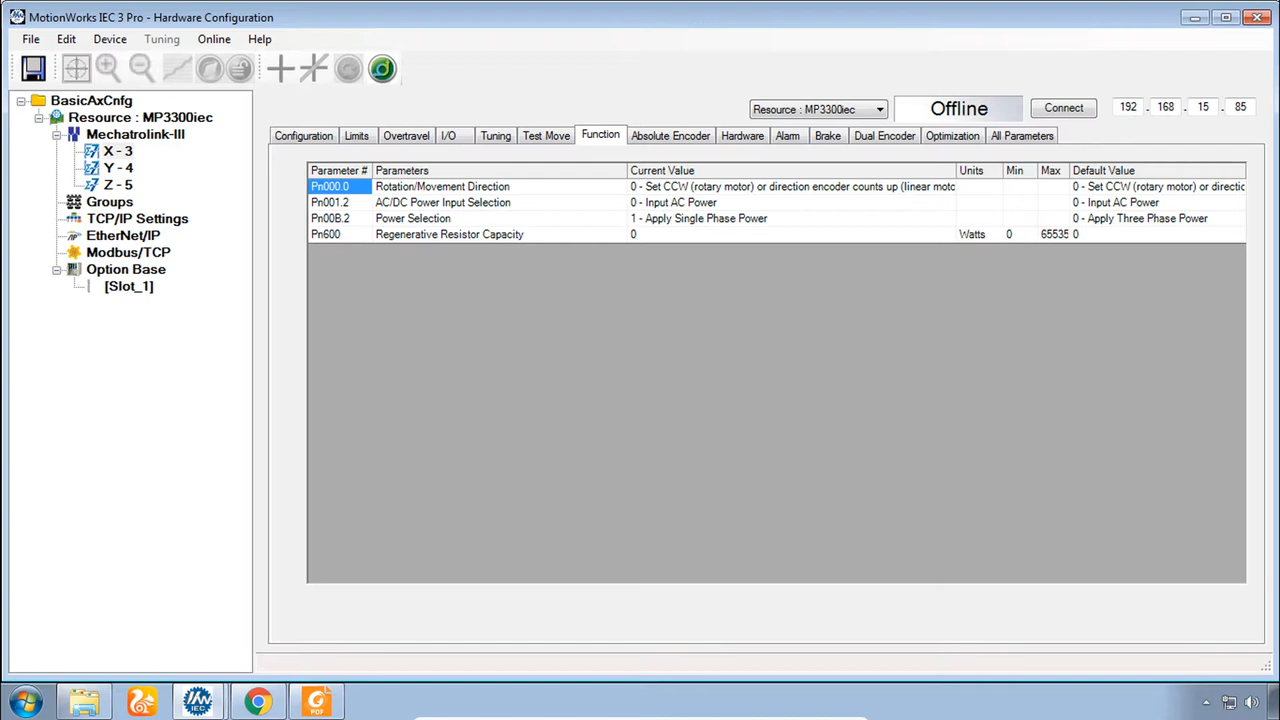 MotionWorks IEC 3 Pro - Hardware Configuration
File Edit Device Tuning Online Help
BasicAxCnfg
Resource : MP3300iec
Mechatrolink-III
X - 3
Y - 4
Z - 5
Groups
TCP/IP Settings
EtherNet/IP
Modbus/TCP
Option Base
[Slot_1]
Resource : MP3300iec Offline Connect 192 . 168 . 15 . 85
Configuration Limits Overtravel I/O Tuning Test Move Function Absolute Encoder Hardware Alarm Brake Dual Encoder Optimization All Parameters
Parameter # Parameters Current Value Units Min Max Default Value
Pn000.0 Rotation/Movement Direction 0 - Set CCW (rotary motor) or direction encoder counts up (linear moto 0 - Set CCW (rotary motor) or directic
Pn001.2 AC/DC Power Input Selection 0 - Input AC Power 0 - Input AC Power
Pn00B.2 Power Selection 1 - Apply Single Phase Power 0 - Apply Three Phase Power
Pn600 Regenerative Resistor Capacity 0 Watts 0 65535 0
IEC
PDF